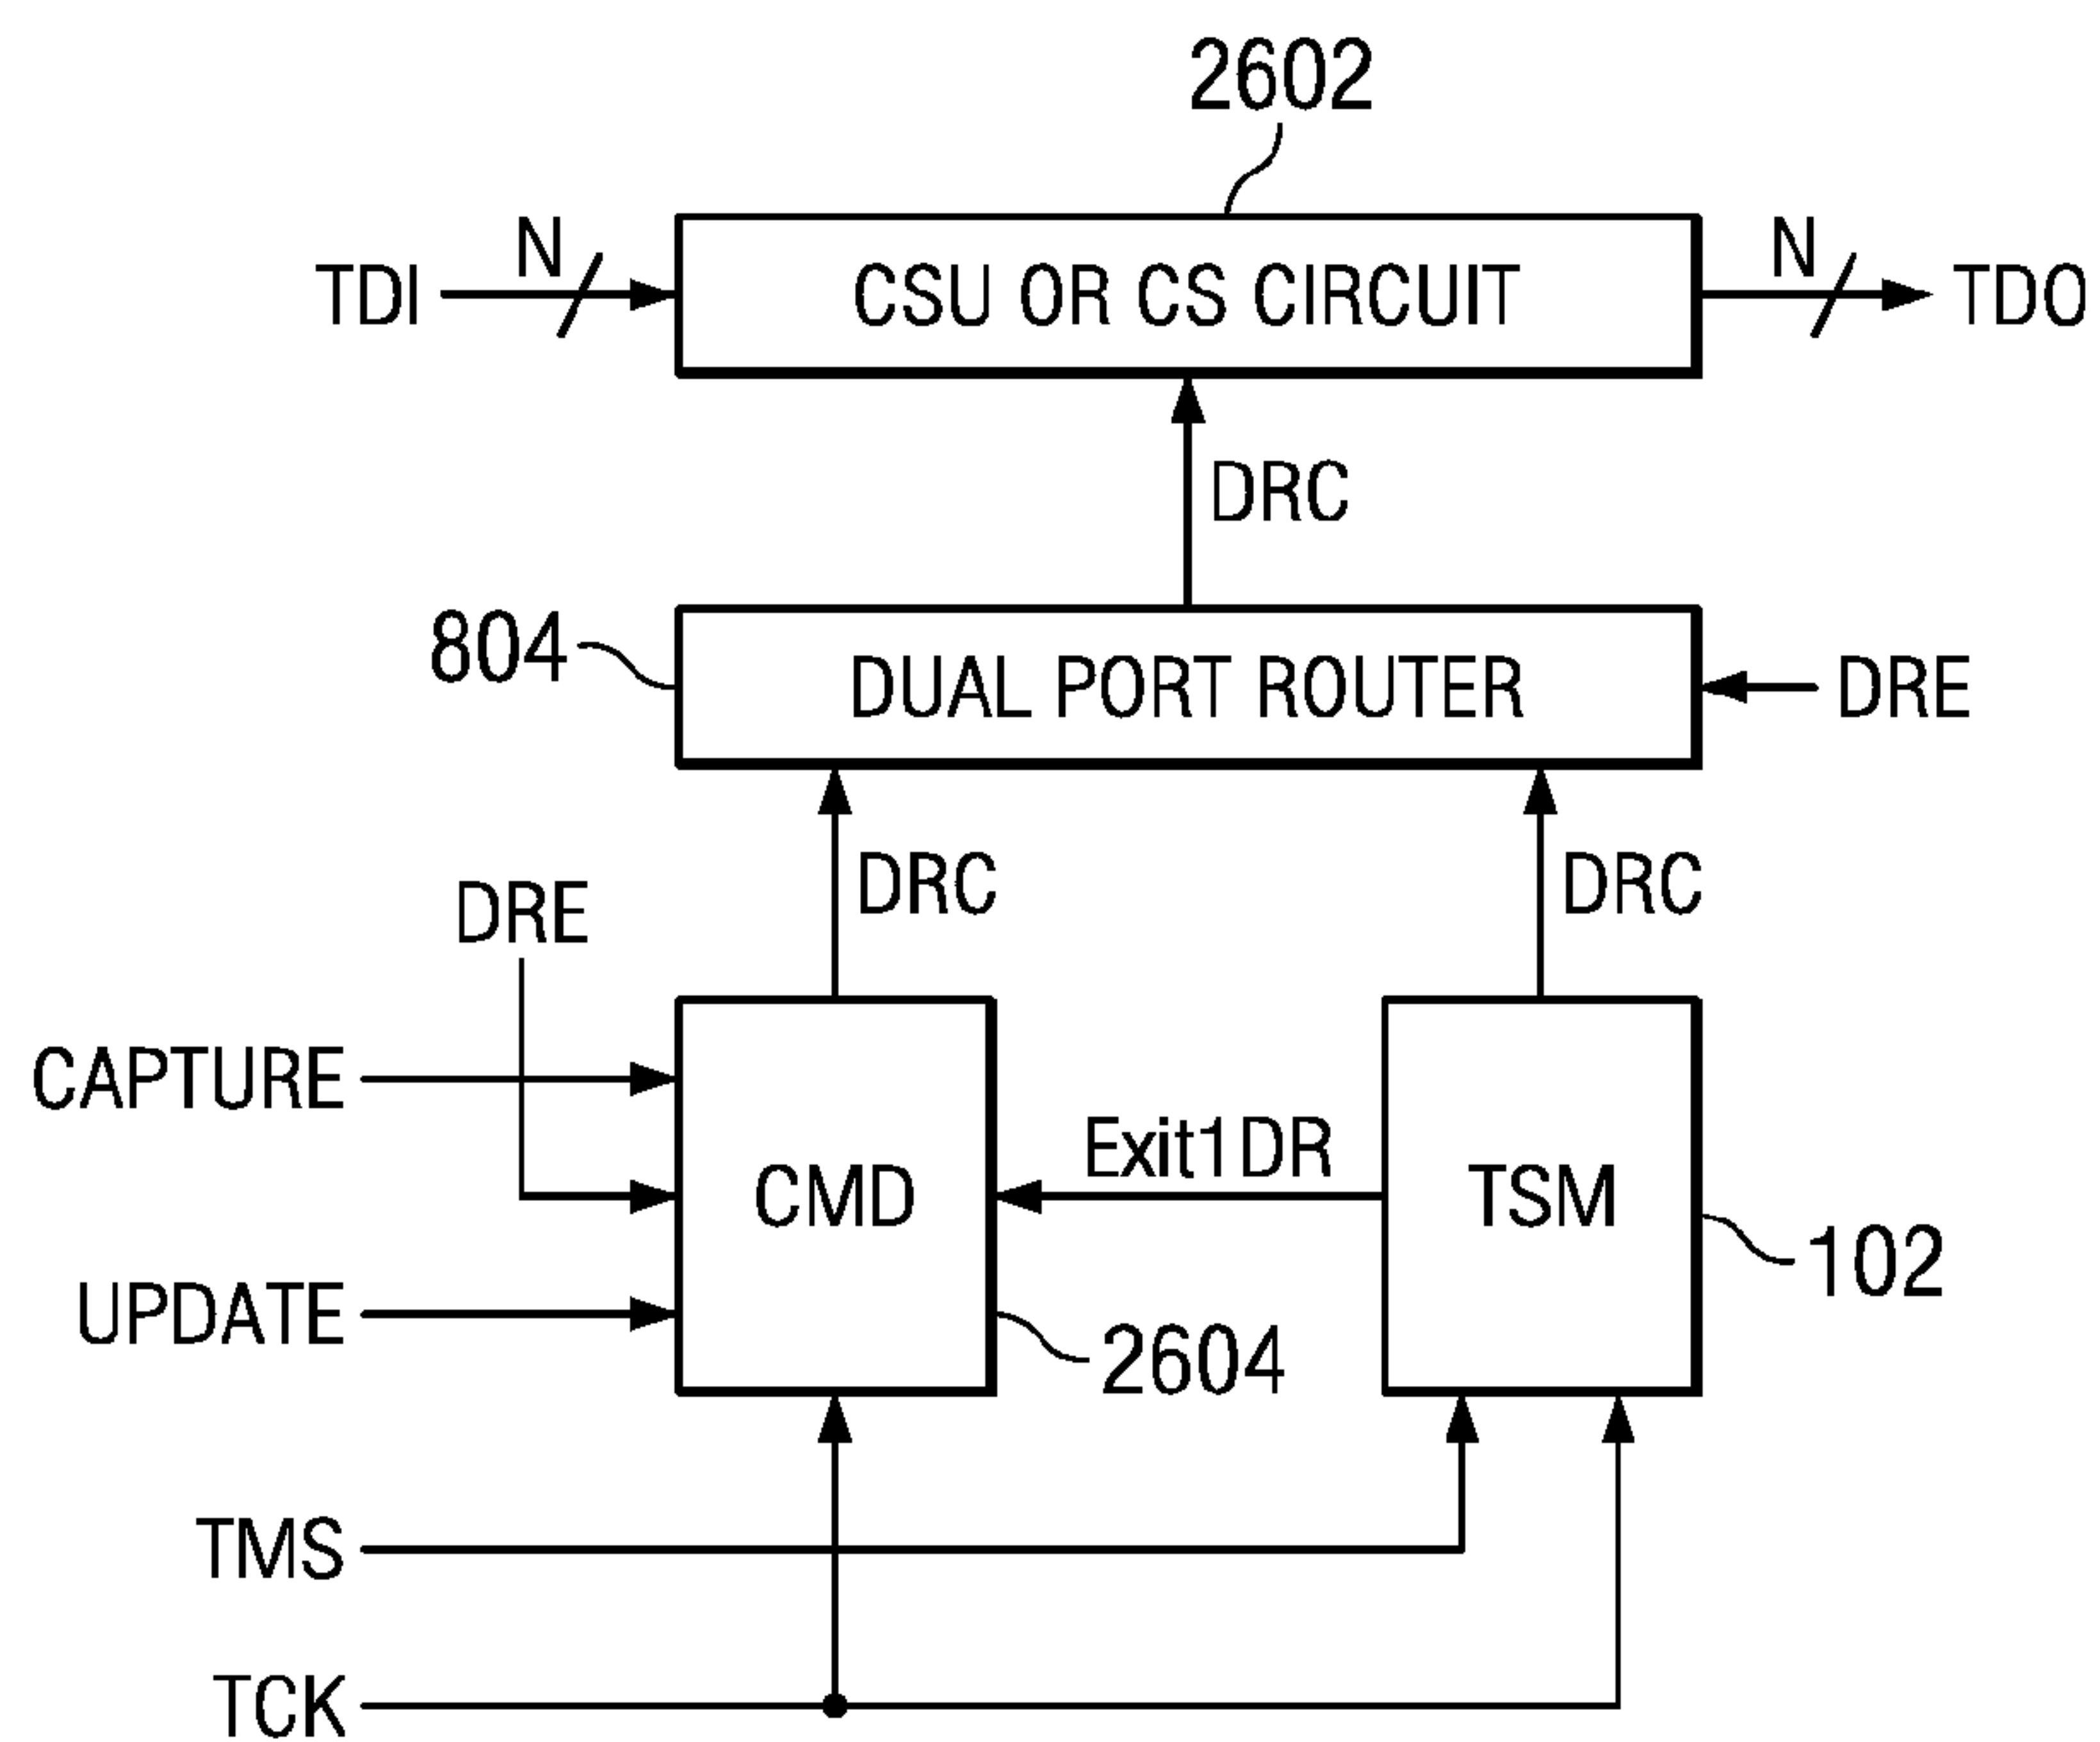 2602
N
N
TDI
CSU OR CS CIRCUIT
TDO
DRC
804
DUAL PORT ROUTER
DRE
DRC
DRC
DRE
CAPTURE
Exit1DR
CMD
TSM
102
UPDATE
2604
TMS
TCK